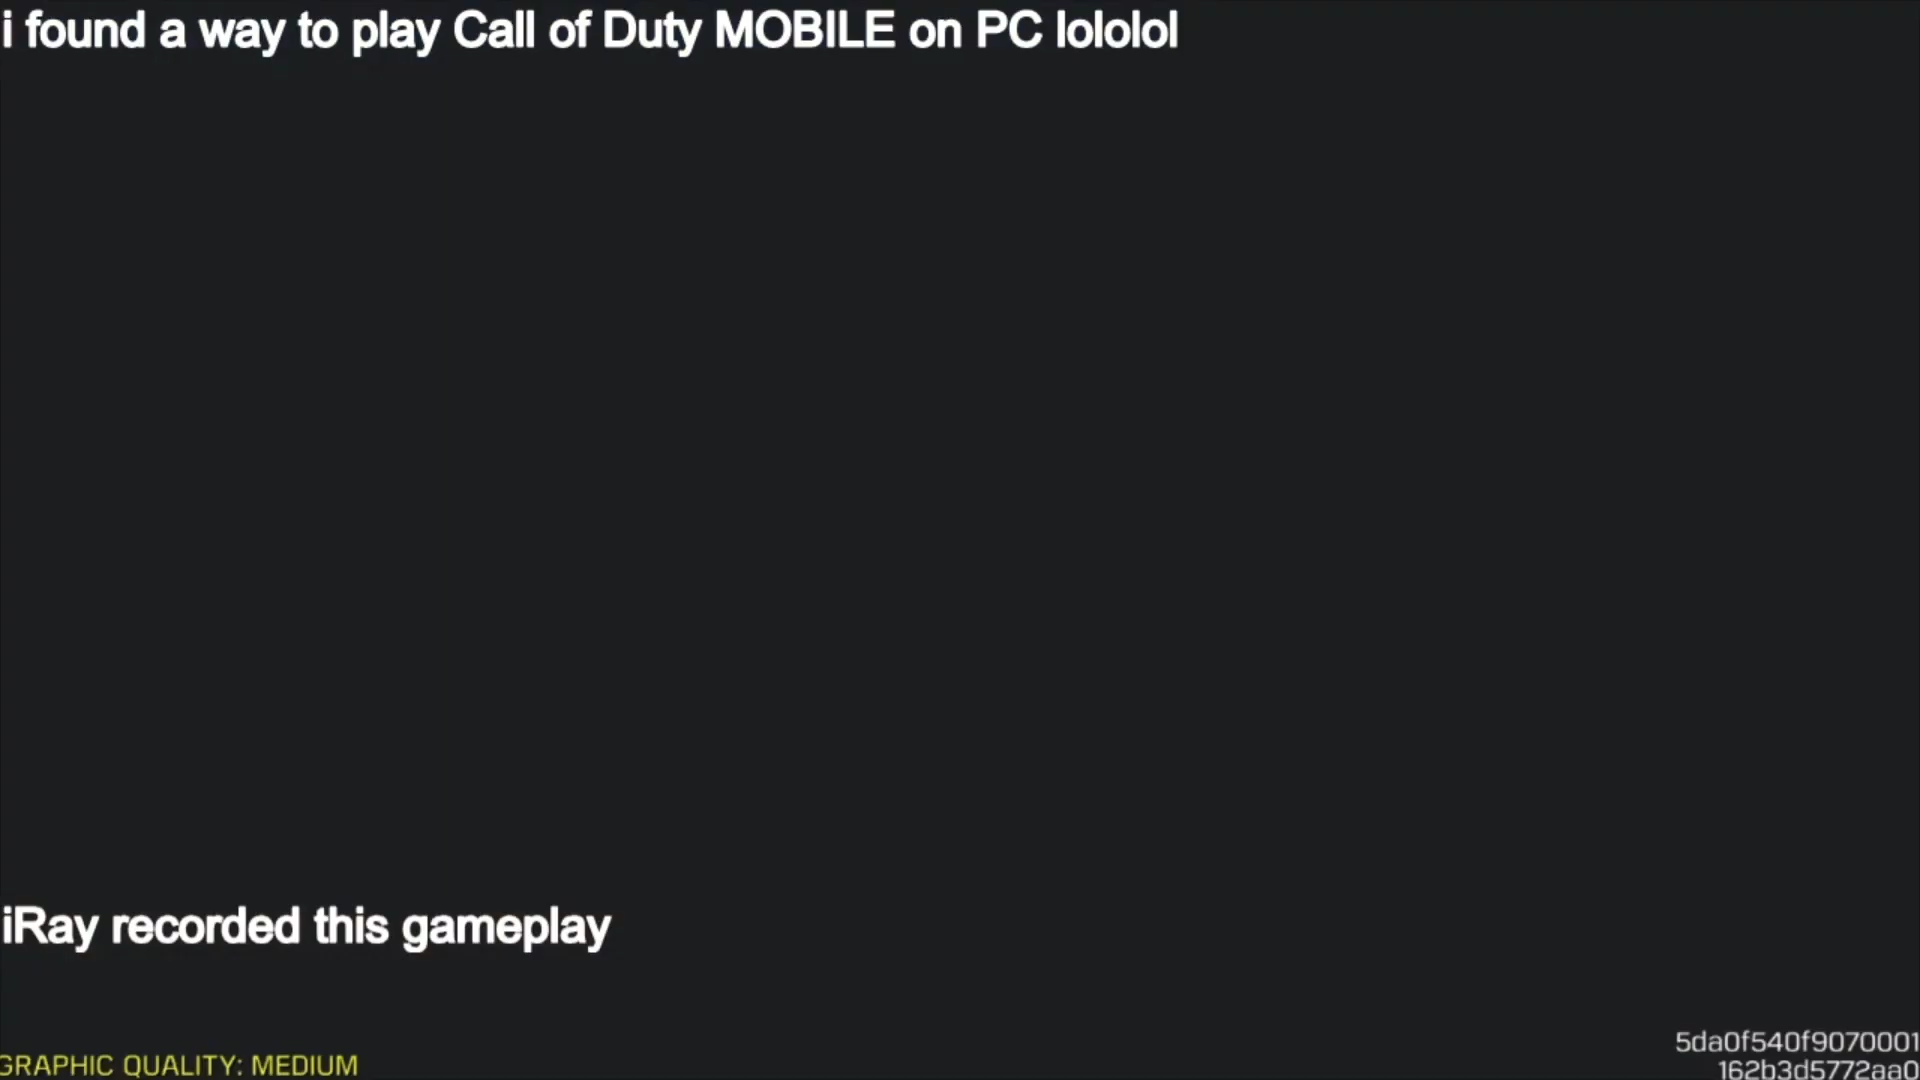 i found a way to play Call of Duty MOBILE on PC lololol
iRay recorded this gameplay
GRAPHIC QUALITY: MEDIUM
5da0f540f9070001
162b3d5772aa0